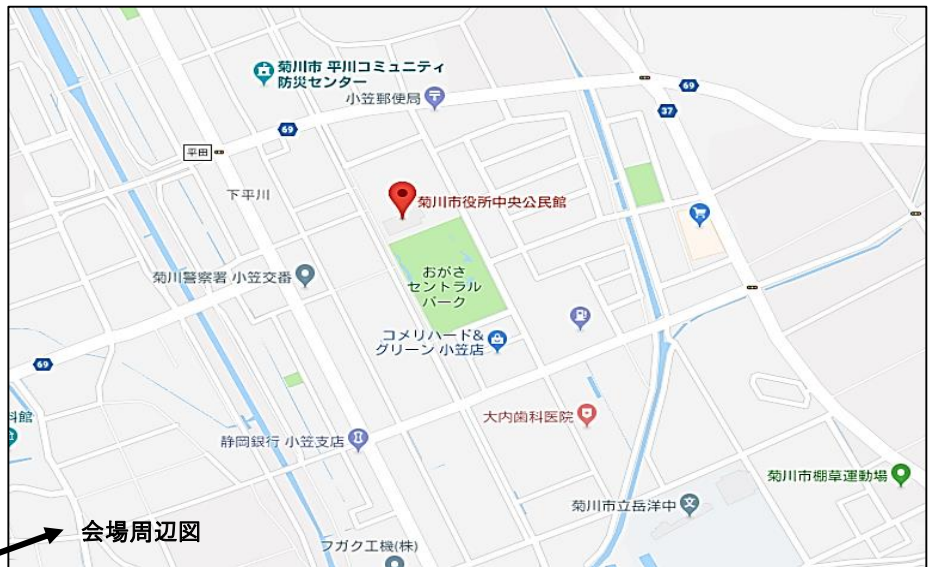 菊川市 平川コミュニティ
防災センター
小笠郵便局
69
37
69
平田
下平川
菊川市役所中央公民館
菊川警察署 小笠交番
おがさ
セントラル
パーク
コメリハード&
グリーン 小笠店
69
料館
大内歯科医院
静岡銀行 小笠支店
菊川市棚草運動場
菊川市立岳洋中
文
会場周辺図
フガク工機(株)